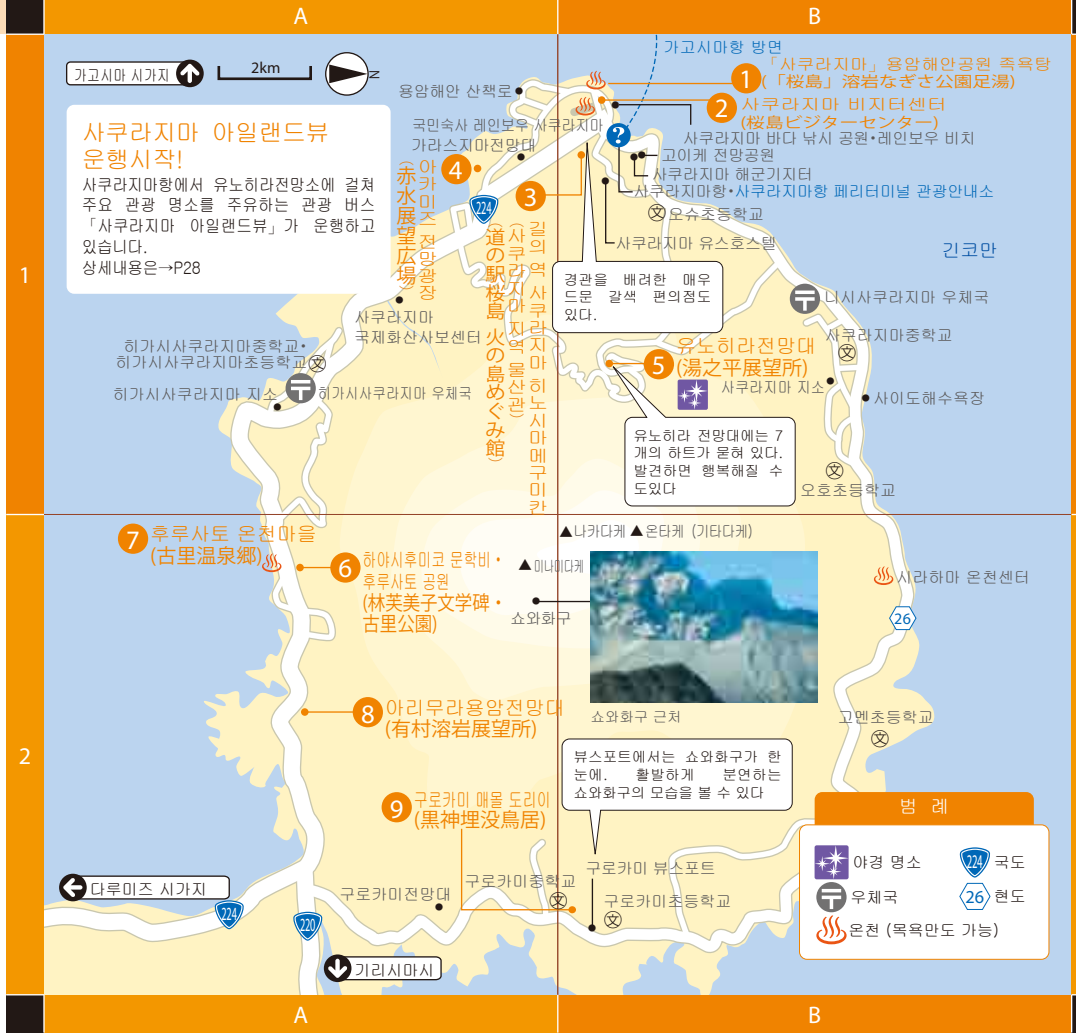 A
B
1
2
가고시마 시가지
2km
N
사쿠라지마 아일랜드뷰
운행시작!
사쿠라지마항에서 유노히라전망소에 걸쳐
주요 관광 명소를 주유하는 관광 버스
「사쿠라지마 아일랜드뷰」가 운행하고
있습니다.
상세내용은→P28
가고시마항 방면
1
「사쿠라지마」용암해안공원 족욕탕
(「桜島」溶岩なぎさ公園足湯)
2
사쿠라지마 비지터센터
(桜島ビジターセンター)
용암해안 산책로
국민숙사 레인보우 사쿠라지마
가라스지마전망대
?
사쿠라지마 바다 낚시 공원・레인보우 비치
고이케 전망공원
사쿠라지마 해군기지터
사쿠라지마항・사쿠라지마항 페리터미널 관광안내소
文 오슈초등학교
사쿠라지마 유스호스텔
긴코만
4
아카미즈 전망광장
(赤水展望広場)
224
3
길의 역 사쿠라지마 히노시마메구미칸
(사쿠라지마 지역 물산관)
(道の駅桜島 火の島めぐみ館)
경관을 배려한 매우
드문 갈색 편의점도
있다.
니시사쿠라지마 우체국
사쿠라지마중학교
文
사쿠라지마
국제화산사보센터
히가시사쿠라지마중학교・
히가시사쿠라지마초등학교 文
히가시사쿠라지마 지소
히가시사쿠라지마 우체국
5
유노히라전망대
(湯之平展望所)
사쿠라지마 지소
사이도해수욕장
유노히라 전망대에는 7
개의 하트가 묻혀 있다.
발견하면 행복해질 수
도있다
文
오호초등학교
7
후루사토 온천마을
(古里温泉郷)
6
하야시후미코 문학비・
후루사토 공원
(林芙美子文学碑・
古里公園)
▲나카다케 ▲온타케 (기타다케)
▲미나미다케
쇼와화구
쇼와화구 근처
시라하마 온천센터
26
8
아리무라용암전망대
(有村溶岩展望所)
고멘초등학교
文
뷰스포트에서는 쇼와화구가 한
눈에. 활발하게 분연하는
쇼와화구의 모습을 볼 수 있다
9
구로카미 매몰 도리이
(黒神埋没鳥居)
구로카미 뷰스포트
구로카미중학교
文
구로카미초등학교
文
구로카미전망대
다루미즈 시가지
224
220
기리시마시
범 례
야경 명소
224 국도
우체국
26 현도
온천 (목욕만도 가능)
A
B